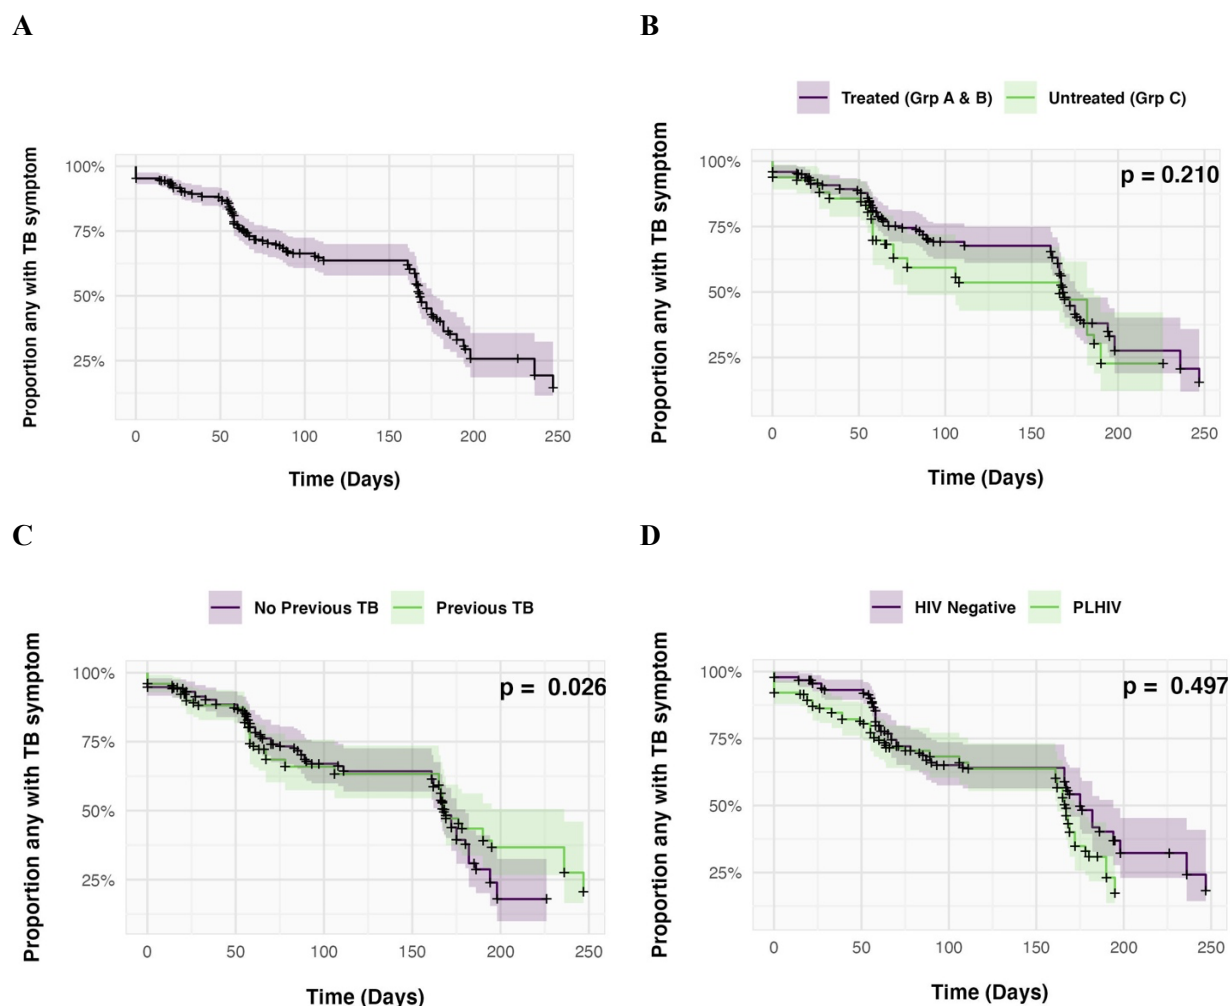 A
B
Treated (Grp A & B)
Untreated (Grp C)
Proportion any with TB symptom
100%
75%
50%
25%
0
50
100
150
200
250
Time (Days)
Proportion any with TB symptom
100%
75%
50%
25%
p = 0.210
0
50
100
150
200
250
Time (Days)
C
D
No Previous TB
Previous TB
Proportion any with TB symptom
100%
75%
50%
25%
p = 0.026
0
50
100
150
200
250
Time (Days)
HIV Negative
PLHIV
Proportion any with TB symptom
100%
75%
50%
25%
p = 0.497
0
50
100
150
200
250
Time (Days)